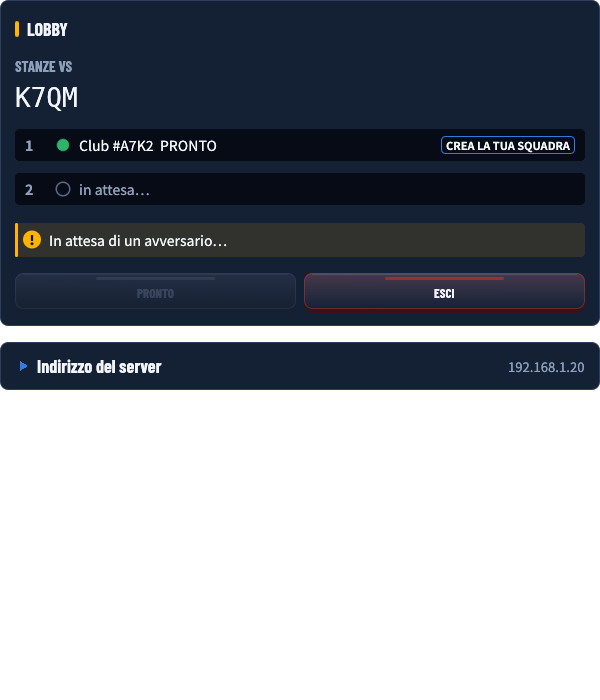 LOBBY
STANZE VS
K7QM
1 Club #A7K2 PRONTO CREA LA TUA SQUADRA
2 in attesa…
! In attesa di un avversario…
PRONTO ESCI
Indirizzo del server 192.168.1.20